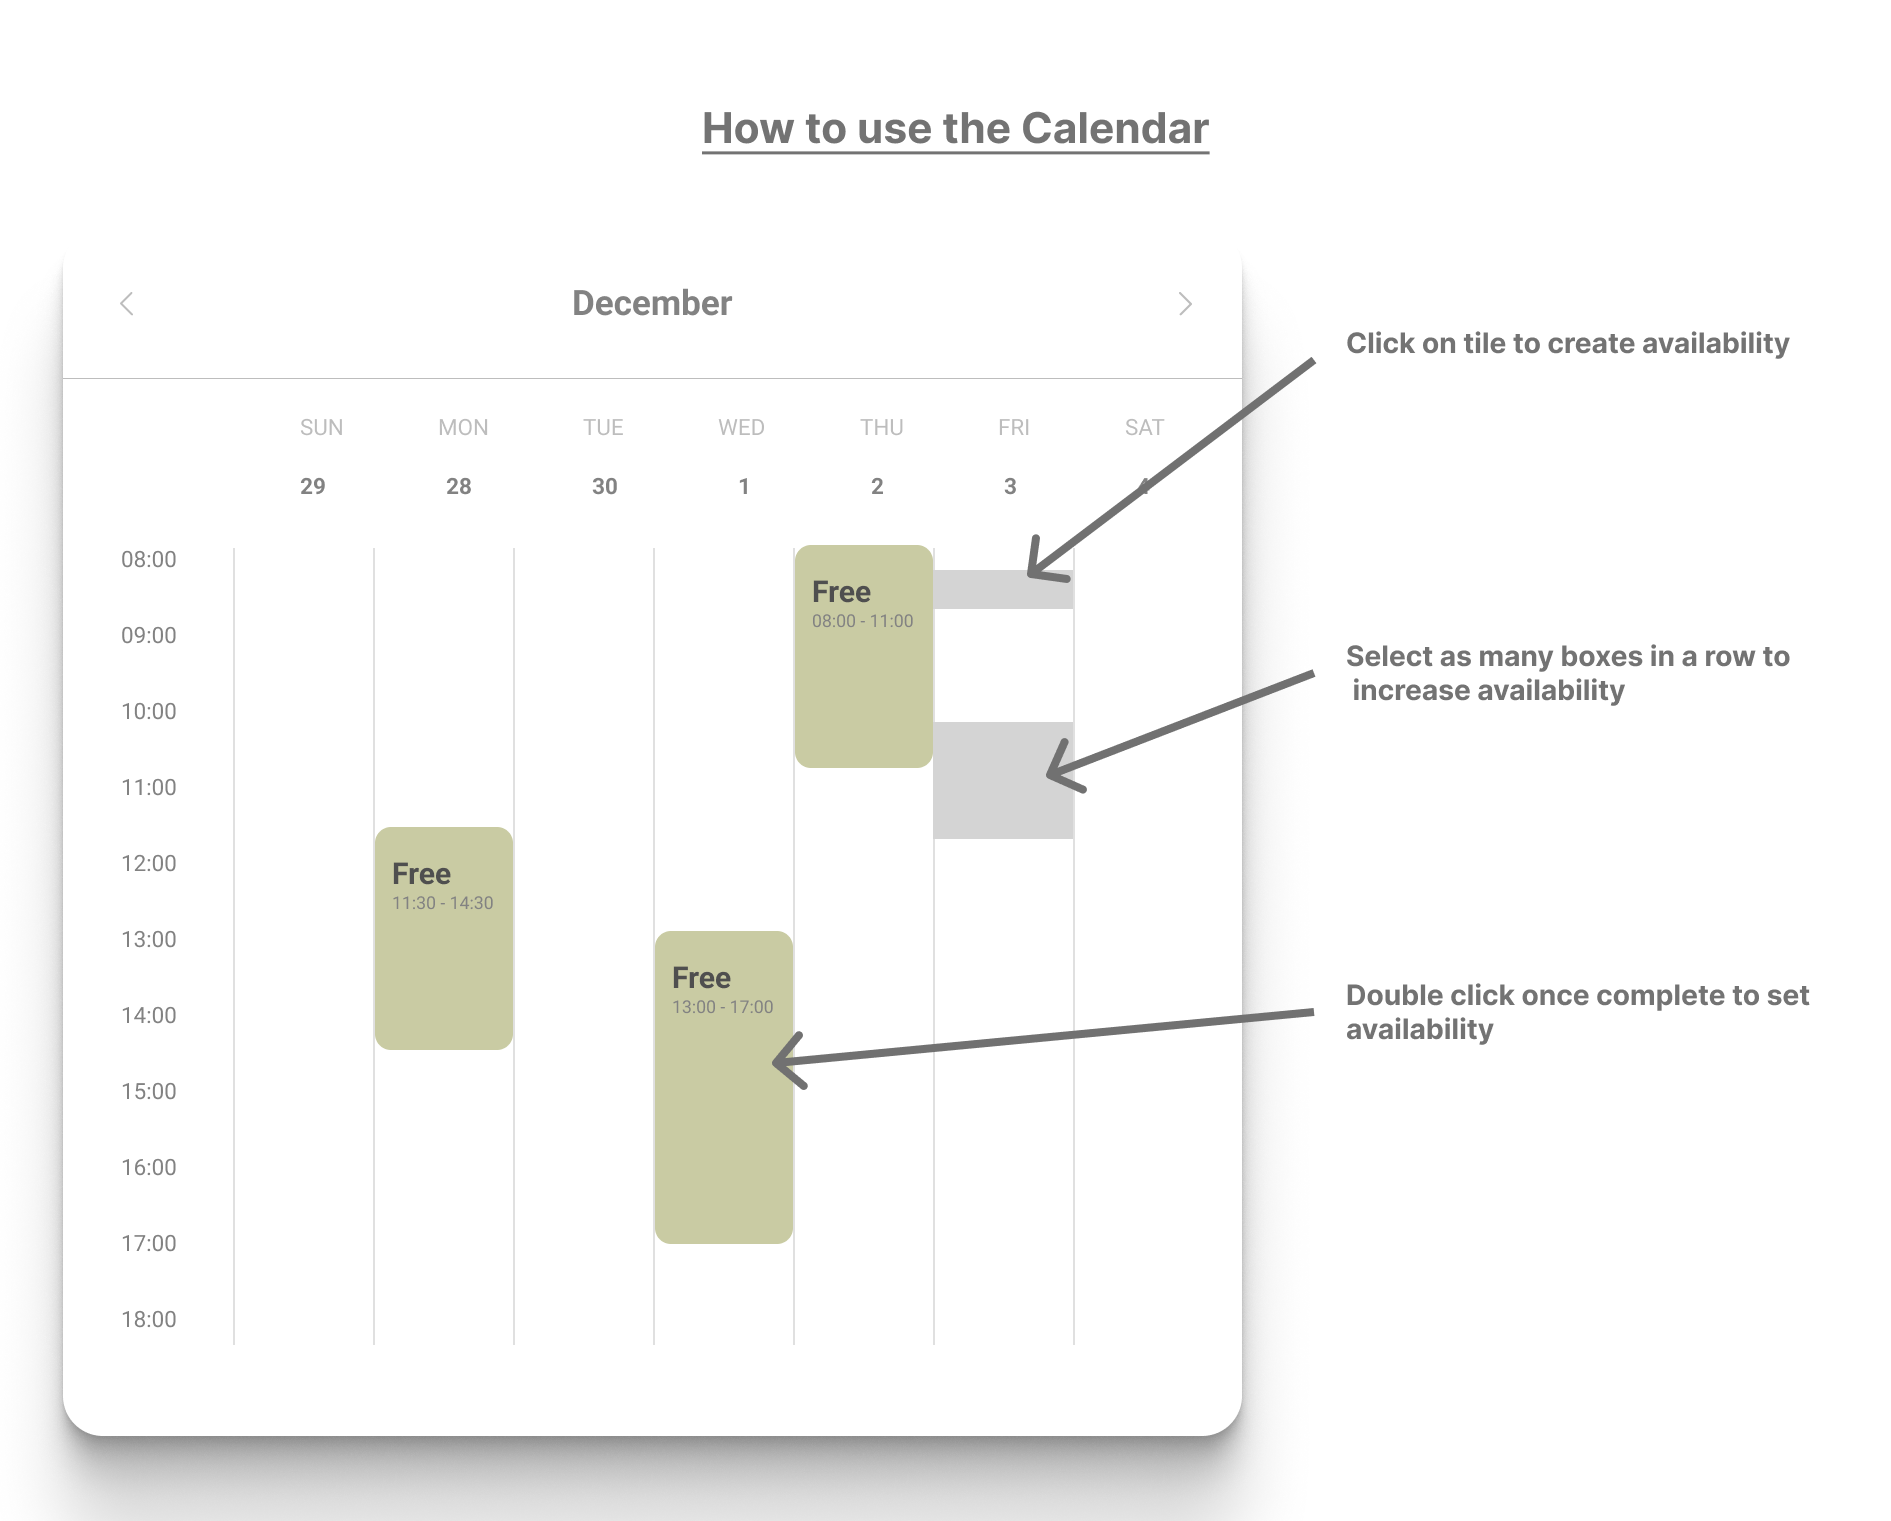 How to use the Calendar
December
Click on tile to create availability
SUN MON TUE WED THU FRI SAT
29 28 30 1 2 3 4
08:00
Free
08:00 - 11:00
09:00
Select as many boxes in a row to
increase availability
10:00
11:00
12:00
Free
11:30 - 14:30
13:00
Free
13:00 - 17:00
Double click once complete to set
availability
14:00
15:00
16:00
17:00
18:00